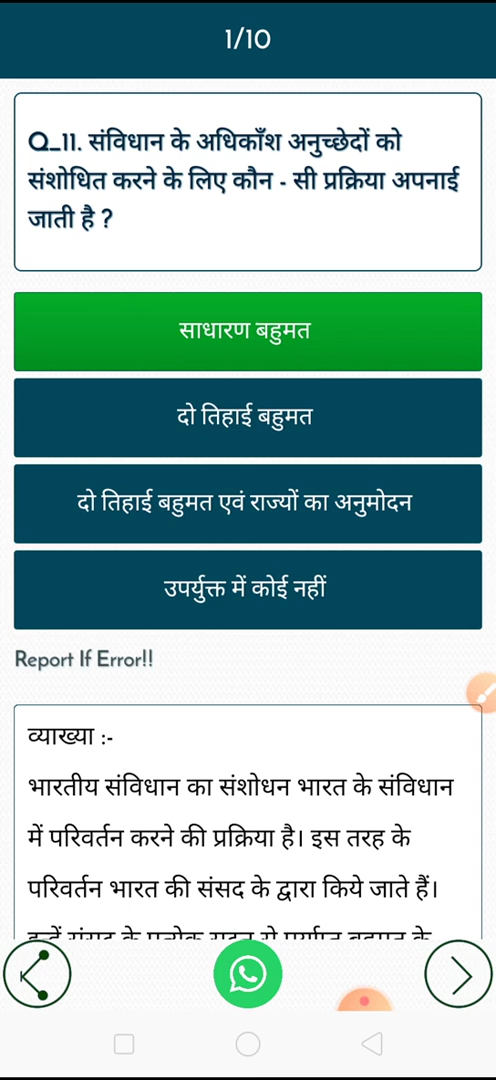 1/10
Q_11. संविधान के अधिकाँश अनुच्छेदों को
संशोधित करने के लिए कौन - सी प्रक्रिया अपनाई
जाती है ?
साधारण बहुमत
दो तिहाई बहुमत
दो तिहाई बहुमत एवं राज्यों का अनुमोदन
उपर्युक्त में कोई नहीं
Report If Error!!
व्याख्या :-
भारतीय संविधान का संशोधन भारत के संविधान
में परिवर्तन करने की प्रक्रिया है। इस तरह के
परिवर्तन भारत की संसद के द्वारा किये जाते हैं।